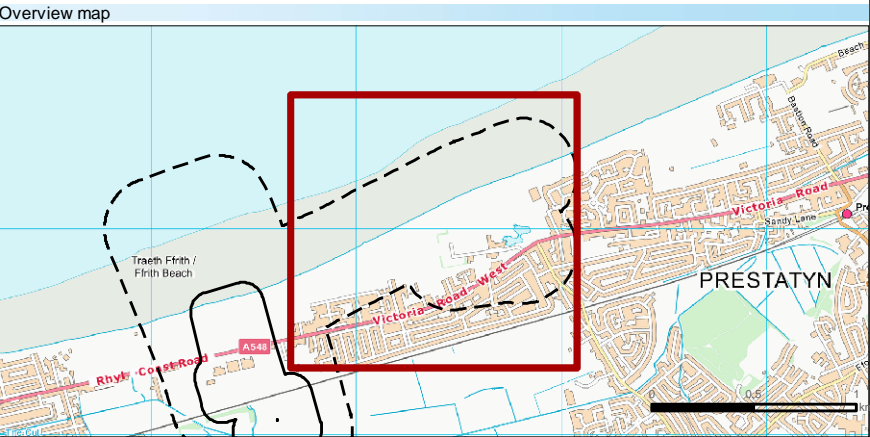 Overview map
Beach
Bastion Road
Victoria Road
Sandy Lane
Pre
Traeth Ffrith /
Ffrith Beach
Victoria Road West
PRESTATYN
A548
Rhyl Coast Road
0 0.5 1